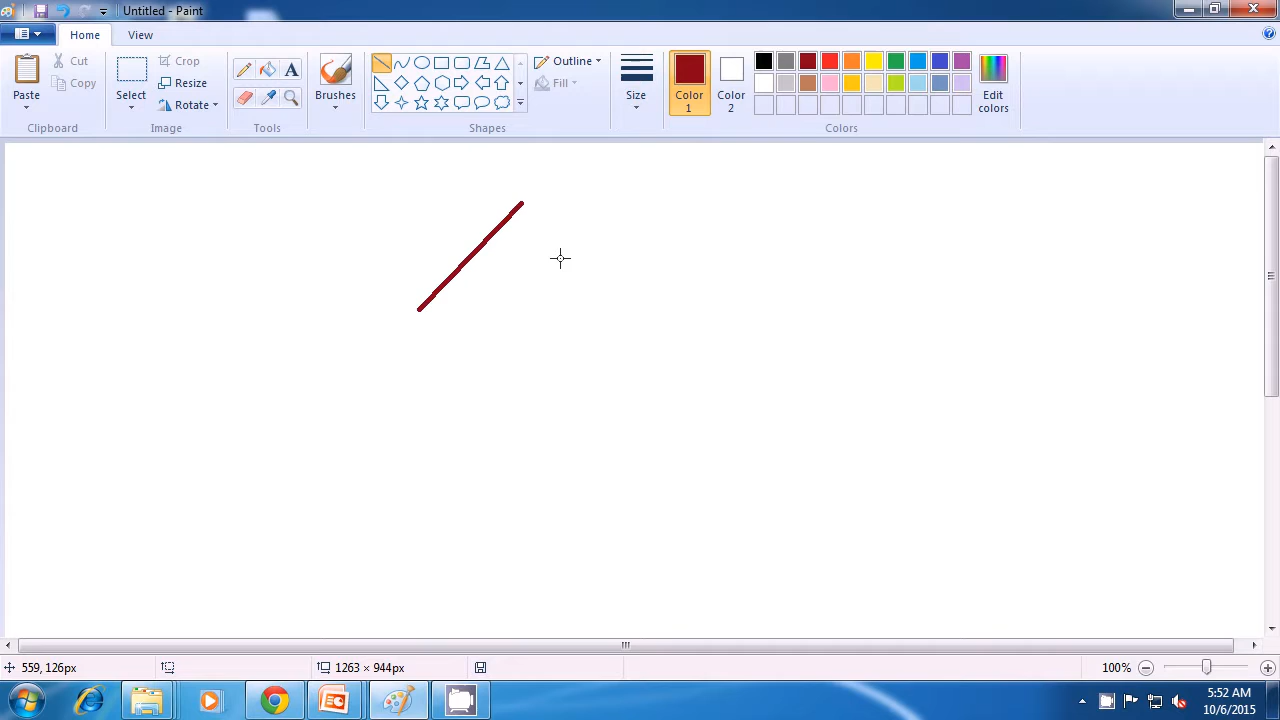 Untitled - Paint
Home View
Paste Cut Copy
Clipboard
Select Crop Resize Rotate
Image
A
Tools
Brushes
Outline Fill
Shapes
Size
Color 1 Color 2
Edit colors
Colors
559, 126px 1263 × 944px 100%
5:52 AM
10/6/2015